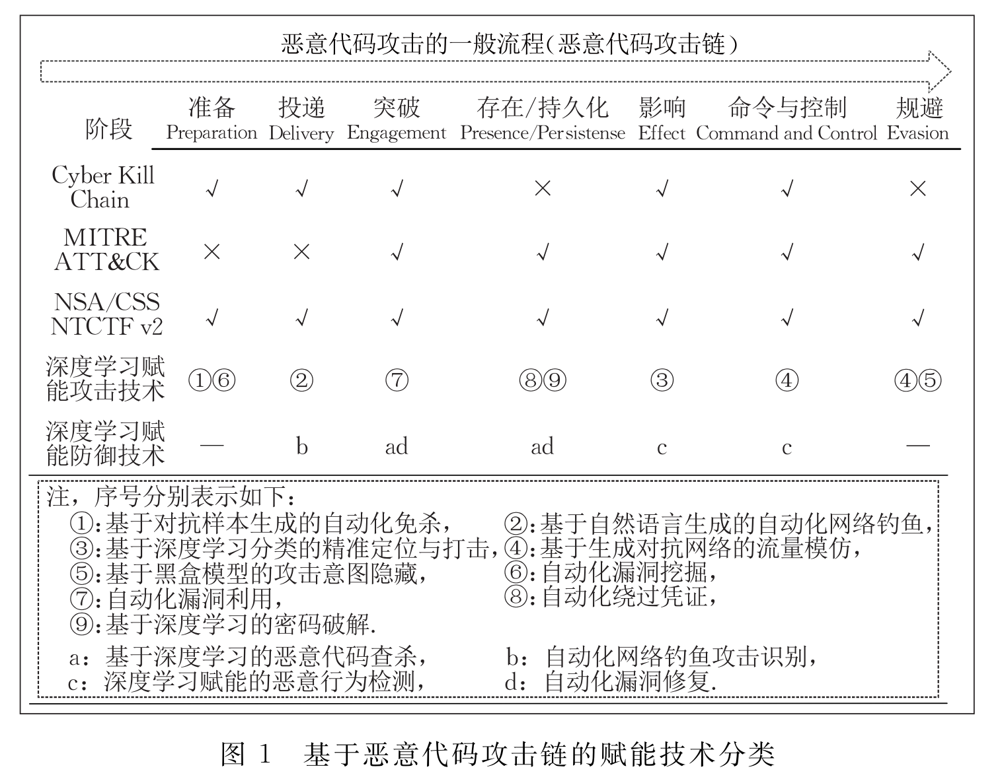 恶意代码攻击的一般流程(恶意代码攻击链)
阶段 准备 投递 突破 存在/持久化 影响 命令与控制 规避
Preparation Delivery Engagement Presence/Persistense Effect Command and Control Evasion
Cyber Kill
Chain √ √ √ × √ √ ×
MITRE
ATT&CK × × √ √ √ √ √
NSA/CSS
NTCTF v2 √ √ √ √ √ √ √
深度学习赋
能攻击技术 ①⑥ ② ⑦ ⑧⑨ ③ ④ ④⑤
深度学习赋
能防御技术 — b ad ad c c —
注，序号分别表示如下：
①：基于对抗样本生成的自动化免杀， ②：基于自然语言生成的自动化网络钓鱼，
③：基于深度学习分类的精准定位与打击， ④：基于生成对抗网络的流量模仿，
⑤：基于黑盒模型的攻击意图隐藏， ⑥：自动化漏洞挖掘，
⑦：自动化漏洞利用， ⑧：自动化绕过凭证，
⑨：基于深度学习的密码破解.
a：基于深度学习的恶意代码查杀， b：自动化网络钓鱼攻击识别，
c：深度学习赋能的恶意行为检测， d：自动化漏洞修复.
图 1 基于恶意代码攻击链的赋能技术分类